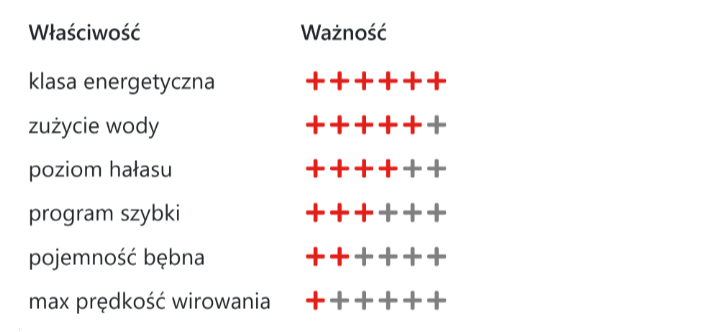 Właściwość Ważność
klasa energetyczna ++++++
zużycie wody ++++++
poziom hałasu ++++++
program szybki ++++++
pojemność bębna ++++++
max prędkość wirowania ++++++